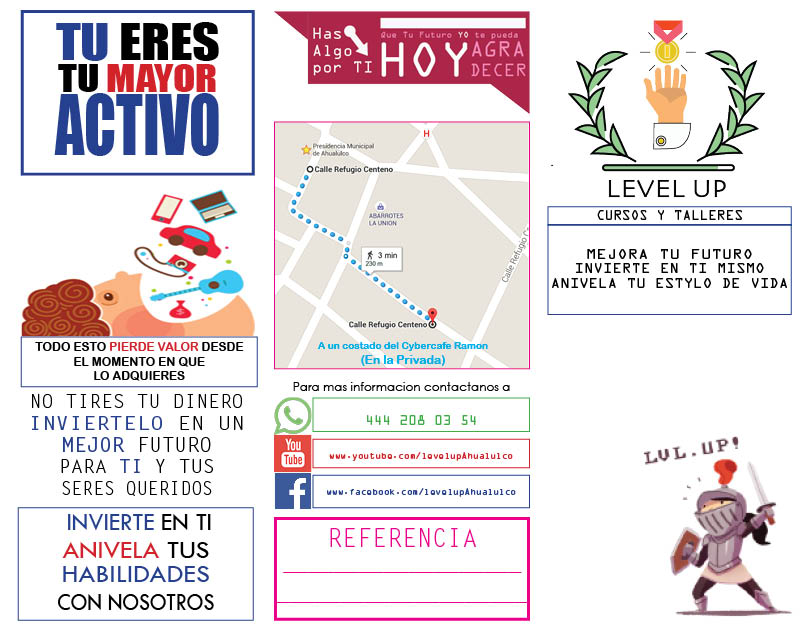 TU ERES
TU MAYOR
ACTIVO
TODO ESTO PIERDE VALOR DESDE
EL MOMENTO EN QUE
LO ADQUIERES
NO TIRES TU DINERO
INVIERTELO EN UN
MEJOR FUTURO
PARA TI Y TUS
SERES QUERIDOS
INVIERTE EN TI
ANIVELA TUS
HABILIDADES
CON NOSOTROS
Has
Algo
por TI
Que Tu Futuro YO te pueda
HOY
AGRA
DECER
H
Presidencia Municipal
de Ahualulco
Calle Refugio Centeno
ABARROTES
LA UNION
3 min
230 m
Calle Refugio Ce
Calle Refugio Centeno
A un costado del Cybercafe Ramon
(En la Privada)
Para mas informacion contactanos a
444 208 03 54
You
Tube
www.youtube.com/levelupAhualulco
f
www.facebook.com/levelupAhualulco
REFERENCIA
LEVEL UP
CURSOS Y TALLERES
MEJORA TU FUTURO
INVIERTE EN TI MISMO
ANIVELA TU ESTYLO DE VIDA
LVL.UP!